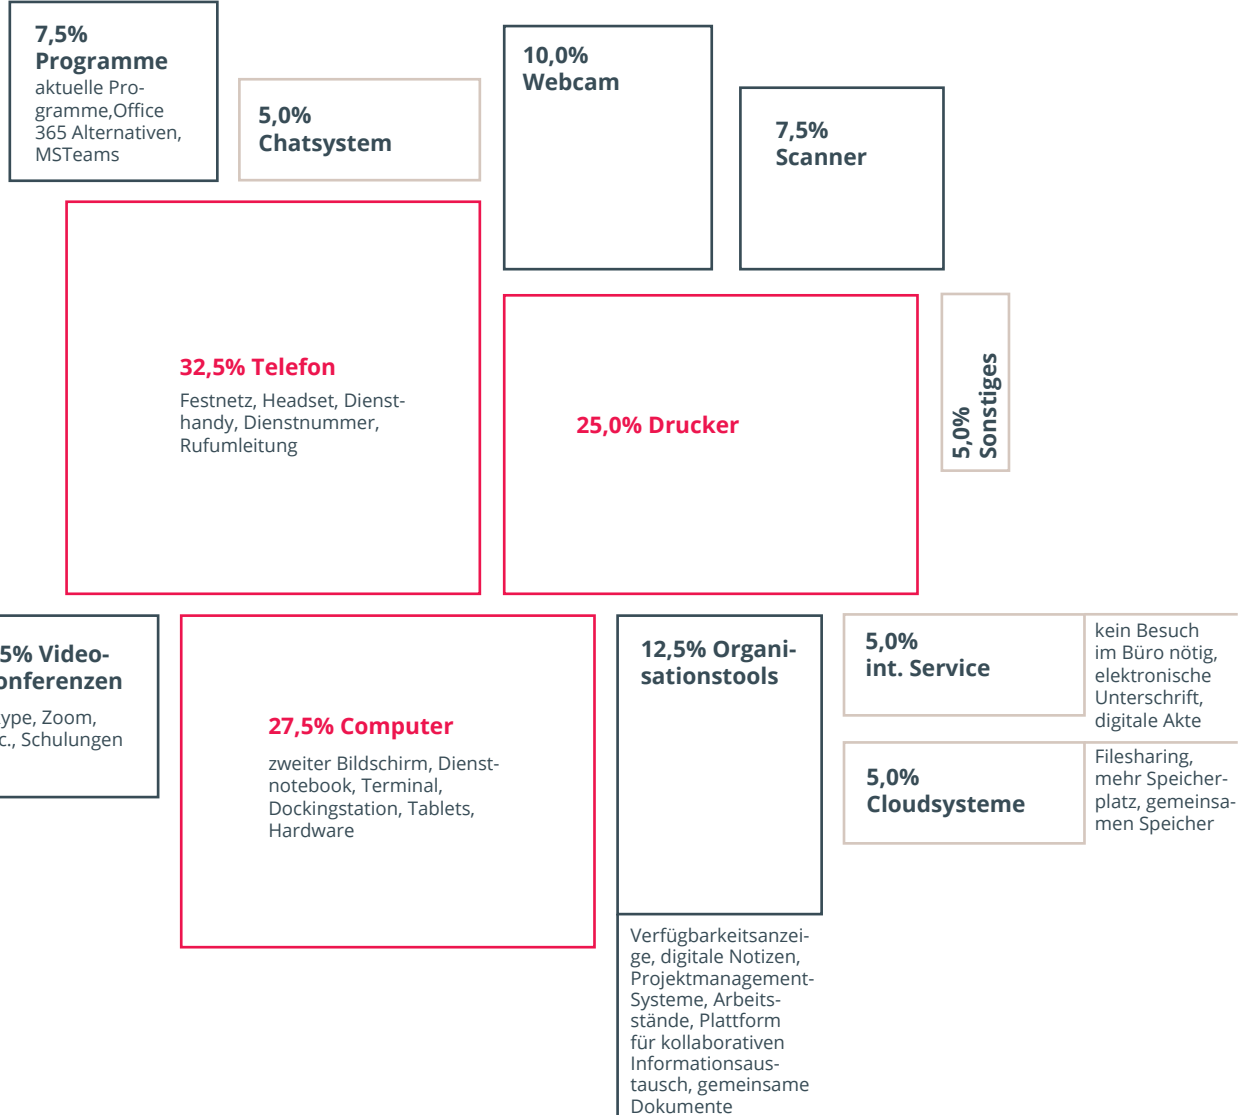 7,5%
Programme
aktuelle Pro-
gramme,Office
365 Alternativen,
MSTeams
5,0%
Chatsystem
10,0%
Webcam
7,5%
Scanner
32,5% Telefon
Festnetz, Headset, Dienst-
handy, Dienstnummer,
Rufumleitung
25,0% Drucker
5,0%
Sonstiges
5% Video-
onferenzen
ype, Zoom,
c., Schulungen
27,5% Computer
zweiter Bildschirm, Dienst-
notebook, Terminal,
Dockingstation, Tablets,
Hardware
12,5% Organi-
sationstools
Verfügbarkeitsanzei-
ge, digitale Notizen,
Projektmanagement-
Systeme, Arbeits-
stände, Plattform
für kollaborativen
Informationsaus-
tausch, gemeinsame
Dokumente
5,0%
int. Service
kein Besuch
im Büro nötig,
elektronische
Unterschrift,
digitale Akte
5,0%
Cloudsysteme
Filesharing,
mehr Speicher-
platz, gemeinsa-
men Speicher